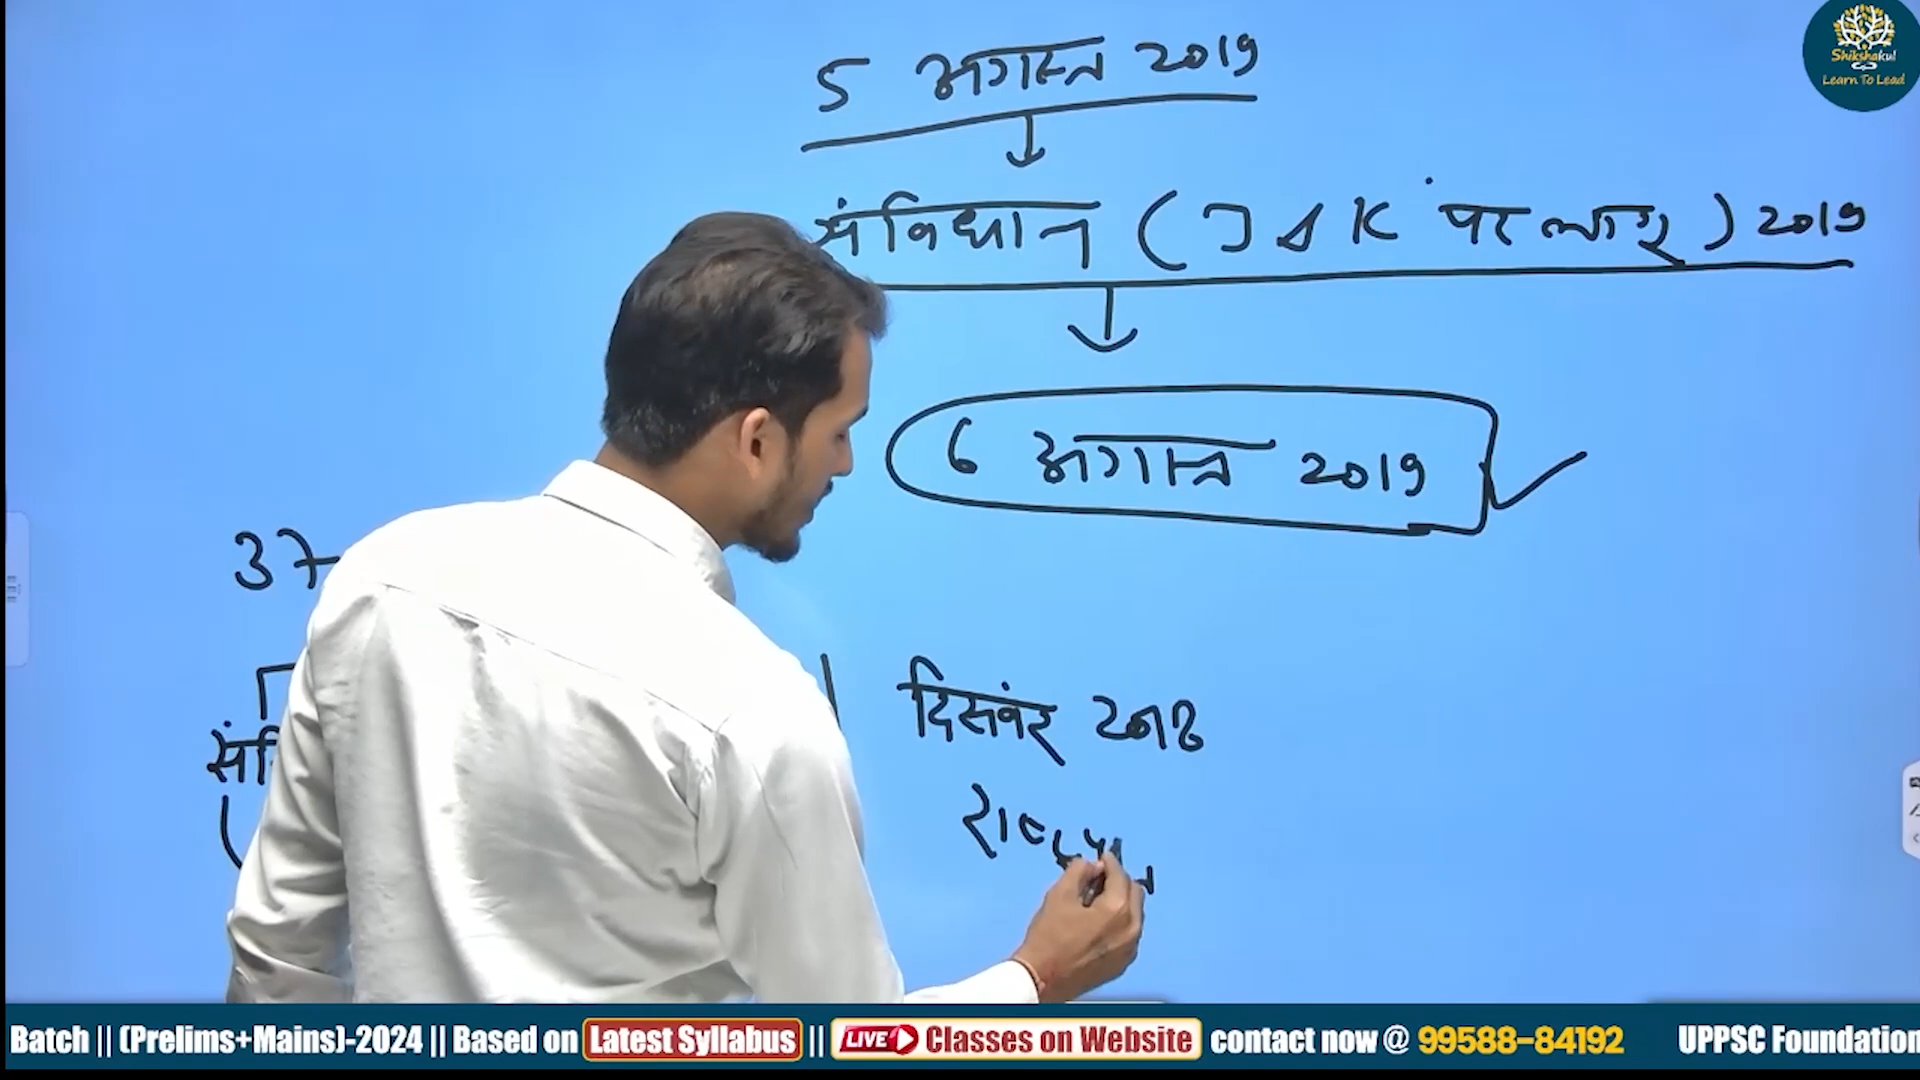 5 अगस्त 2019
संविधान (J & K पर लागू) 2019
6 अगस्त 2019
37
दिसंबर 2018
Shikshakul
Learn To Lead
Batch || (Prelims+Mains)-2024 || Based on Latest Syllabus || LIVE Classes on Website contact now @ 99588-84192 UPPSC Foundation